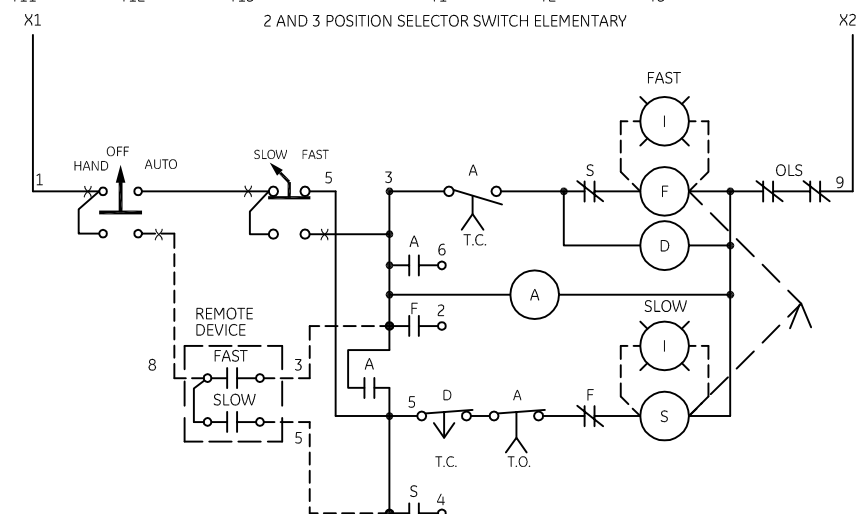 2 AND 3 POSITION SELECTOR SWITCH ELEMENTARY
X1
X2
FAST
I
HAND
OFF
AUTO
SLOW
FAST
1
X
X
5
3
A
S
F
OLS
9
T.C.
X
X
A
6
D
A
F
2
SLOW
I
REMOTE
DEVICE
8
FAST
3
A
SLOW
5
5
D
A
F
S
T.C.
T.O.
S
4